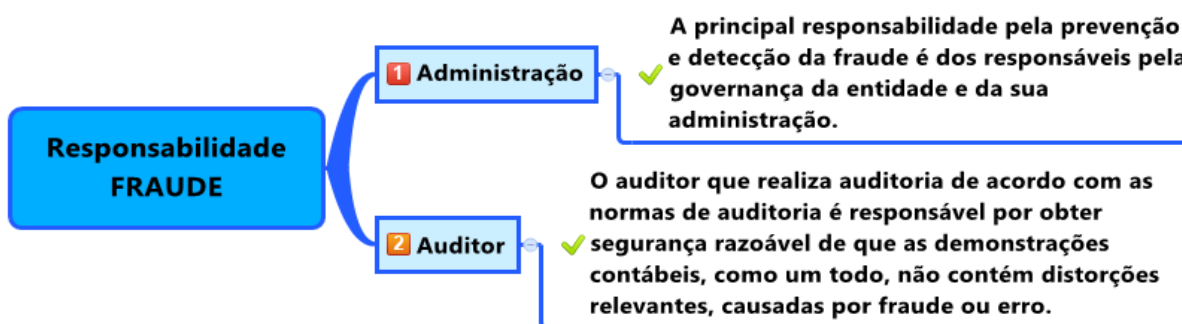 Responsabilidade
FRAUDE
1 Administração
A principal responsabilidade pela prevenção
e detecção da fraude é dos responsáveis pela
governança da entidade e da sua
administração.
2 Auditor
O auditor que realiza auditoria de acordo com as
normas de auditoria é responsável por obter
segurança razoável de que as demonstrações
contábeis, como um todo, não contém distorções
relevantes, causadas por fraude ou erro.